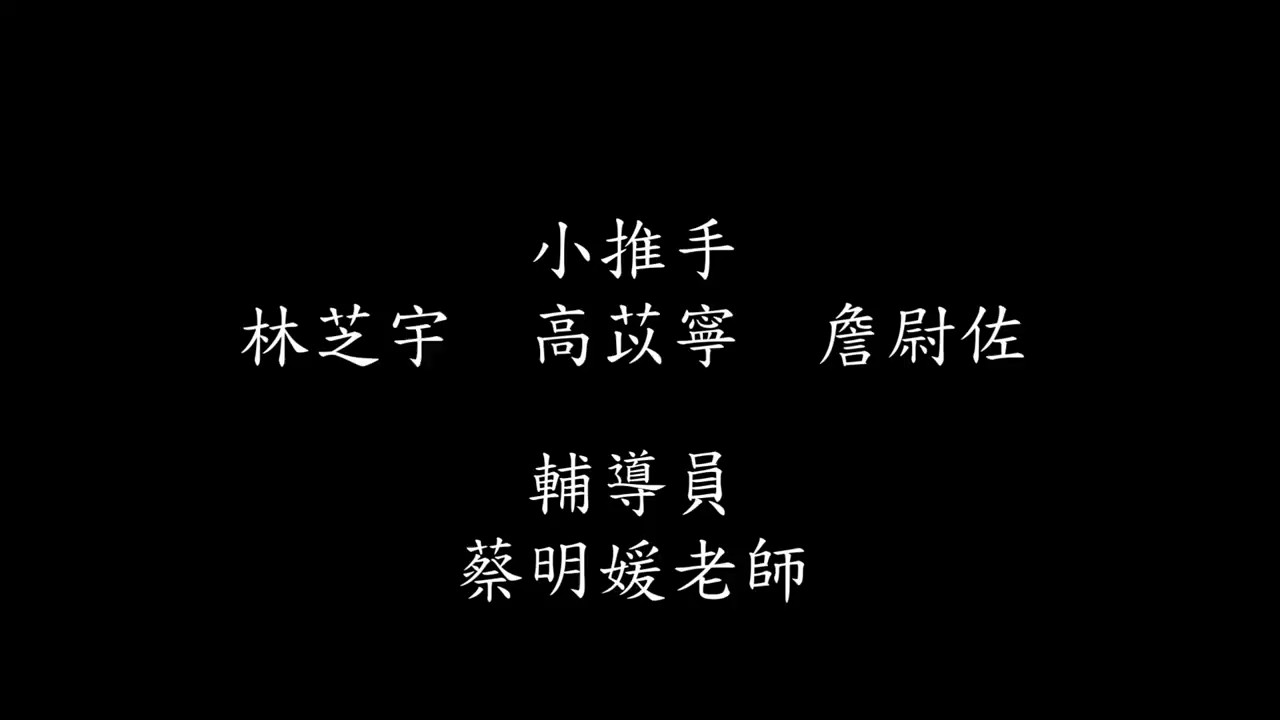 小推手
林芝宇　高苡寧　詹尉佐
輔導員
蔡明媛老師